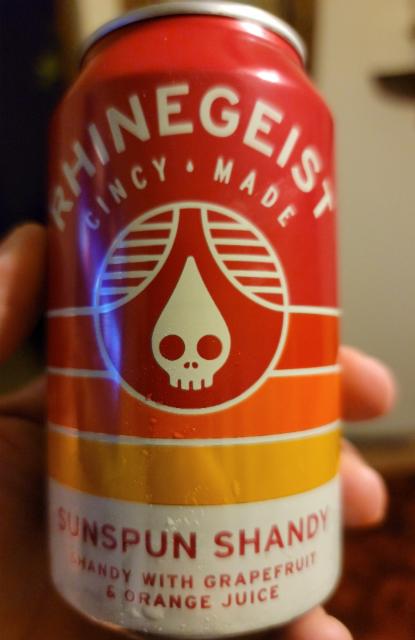 RHINEGEIST
CINCY • MADE
SUNSPUN SHANDY
SHANDY WITH GRAPEFRUIT
& ORANGE JUICE